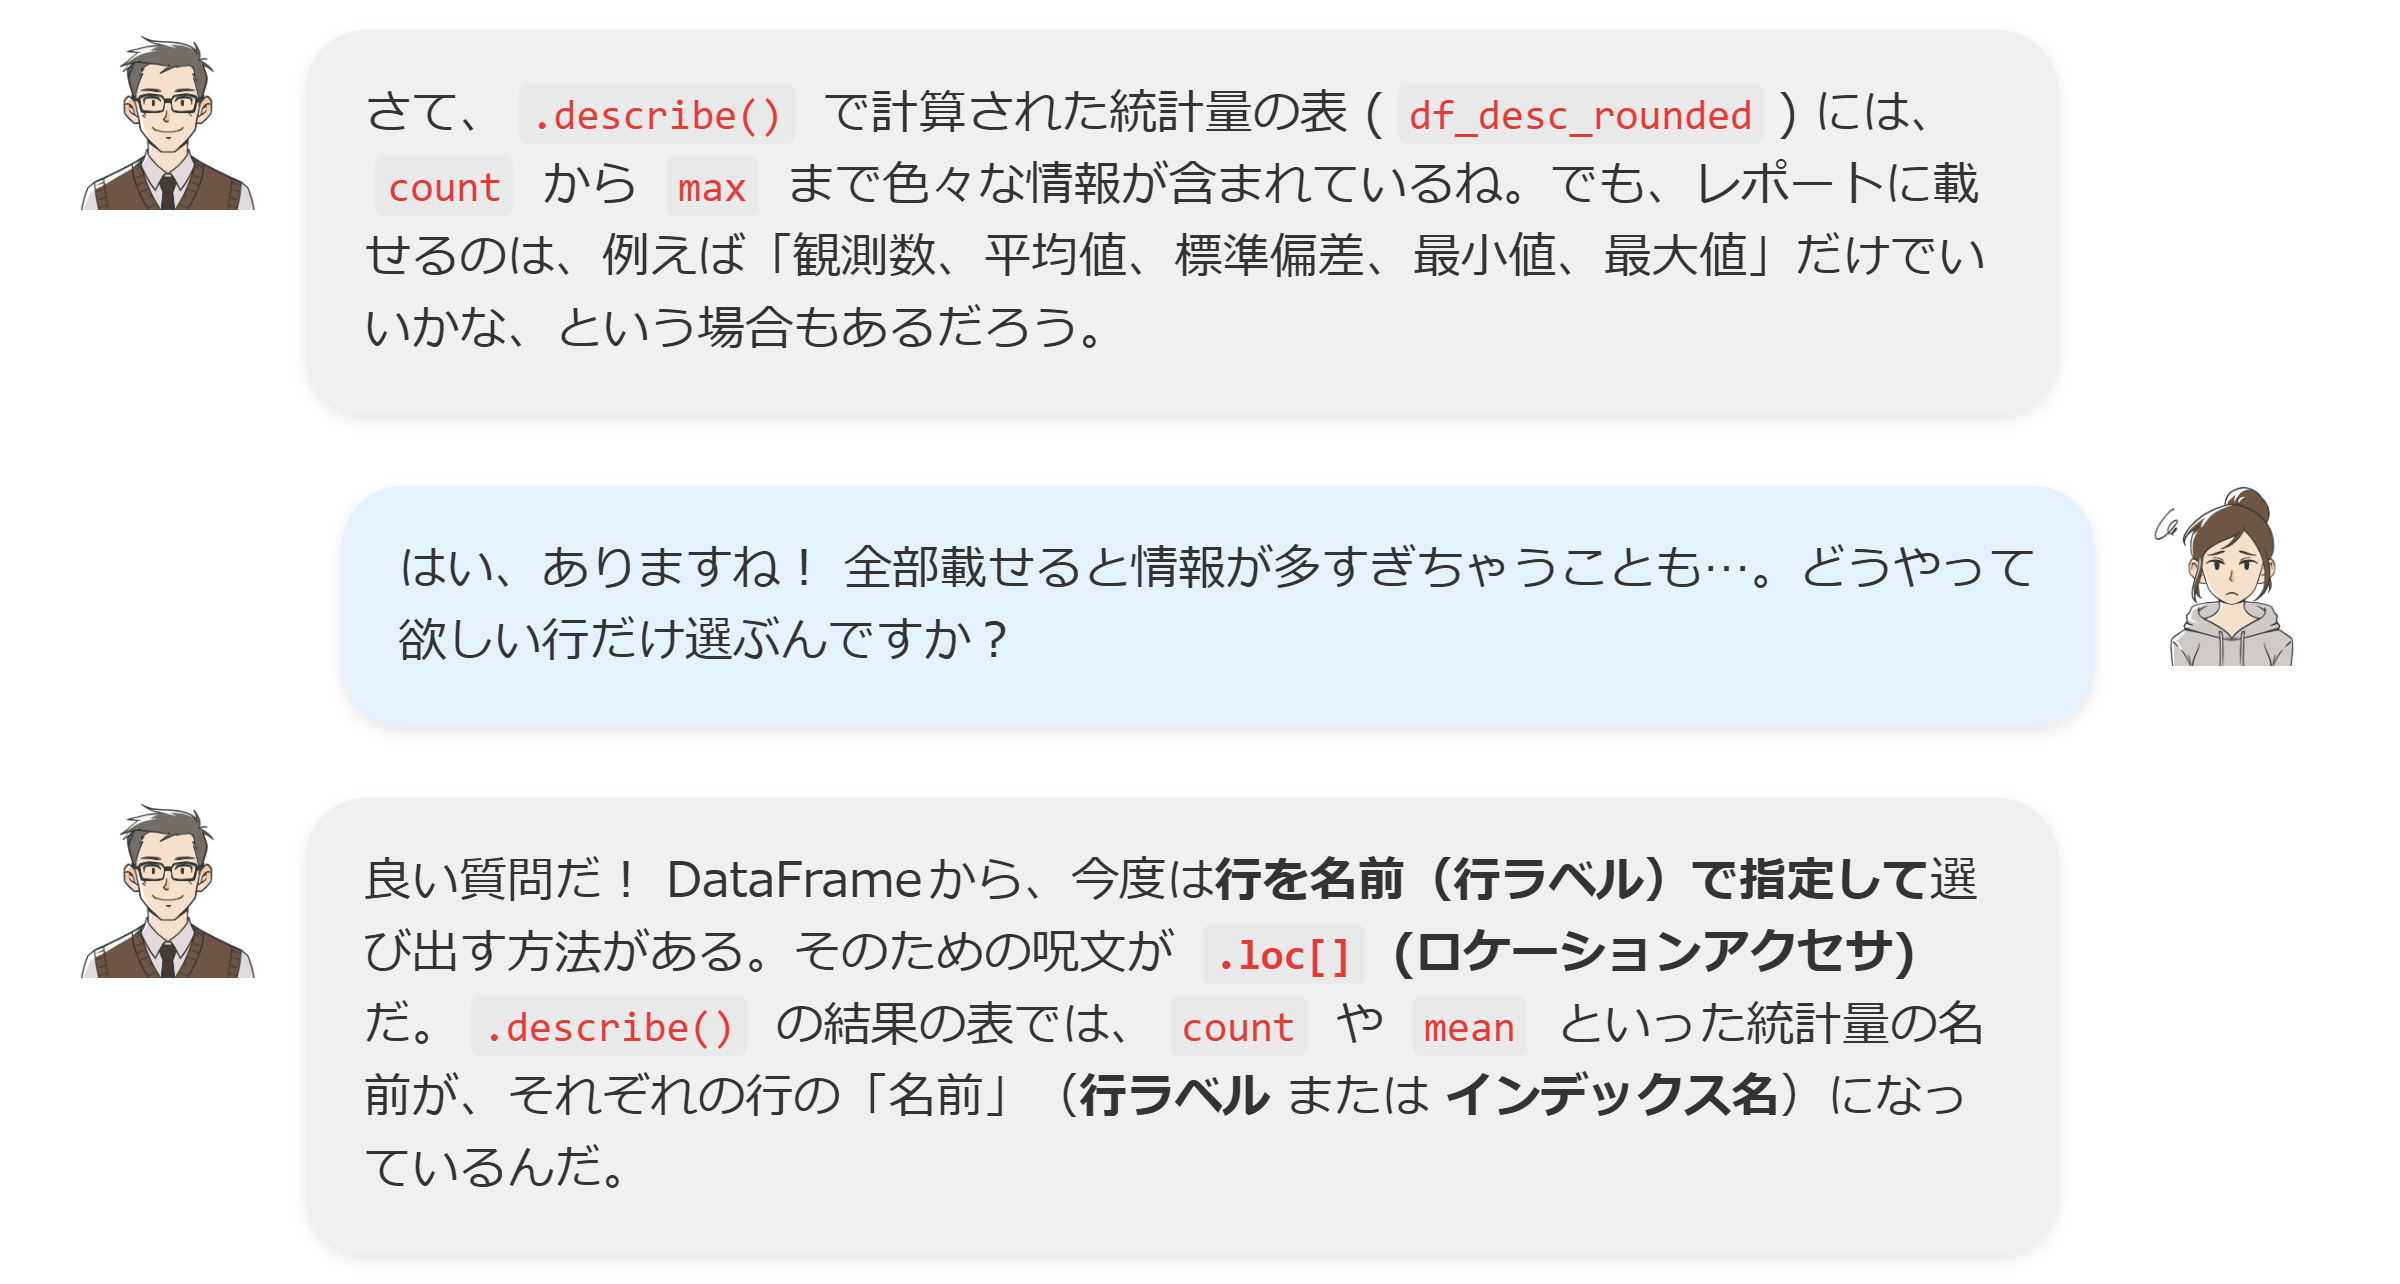 さて、 .describe() で計算された統計量の表 ( df_desc_rounded ) には、
count から max まで色々な情報が含まれているね。でも、レポートに載
せるのは、例えば「観測数、平均値、標準偏差、最小値、最大値」だけでい
いかな、という場合もあるだろう。
はい、ありますね！ 全部載せると情報が多すぎちゃうことも…。どうやって
欲しい行だけ選ぶんですか？
良い質問だ！ DataFrameから、今度は行を名前（行ラベル）で指定して選
び出す方法がある。そのための呪文が .loc[] (ロケーションアクセサ)
だ。 .describe() の結果の表では、 count や mean といった統計量の名
前が、それぞれの行の「名前」（行ラベル または インデックス名）になっ
ているんだ。